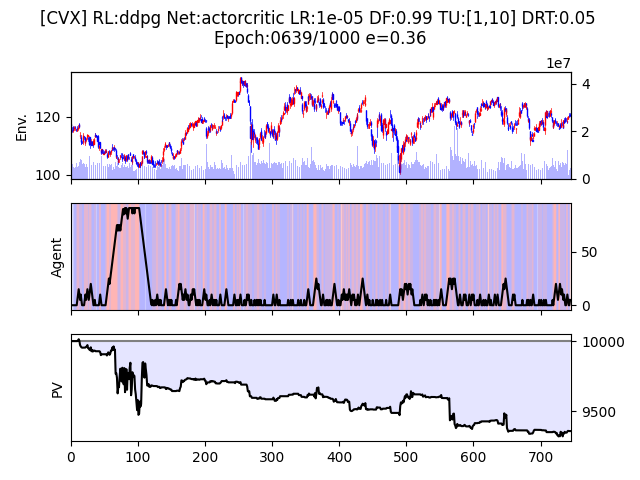 [CVX] RL:ddpg Net:actorcritic LR:1e-05 DF:0.99 TU:[1,10] DRT:0.05
Epoch:0639/1000 e=0.36
1e7
Env.
120
100
4
2
0
Agent
50
0
PV
10000
9500
0 100 200 300 400 500 600 700